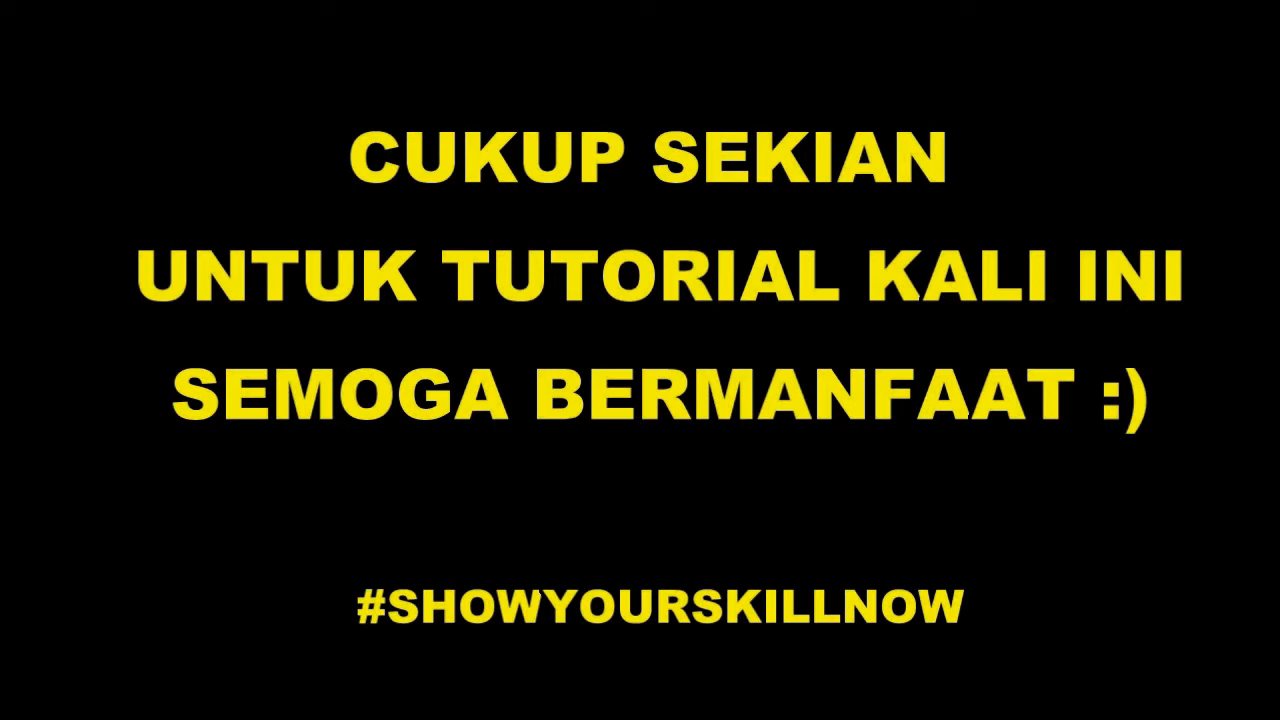 CUKUP SEKIAN
UNTUK TUTORIAL KALI INI
SEMOGA BERMANFAAT :)
#SHOWYOURSKILLNOW